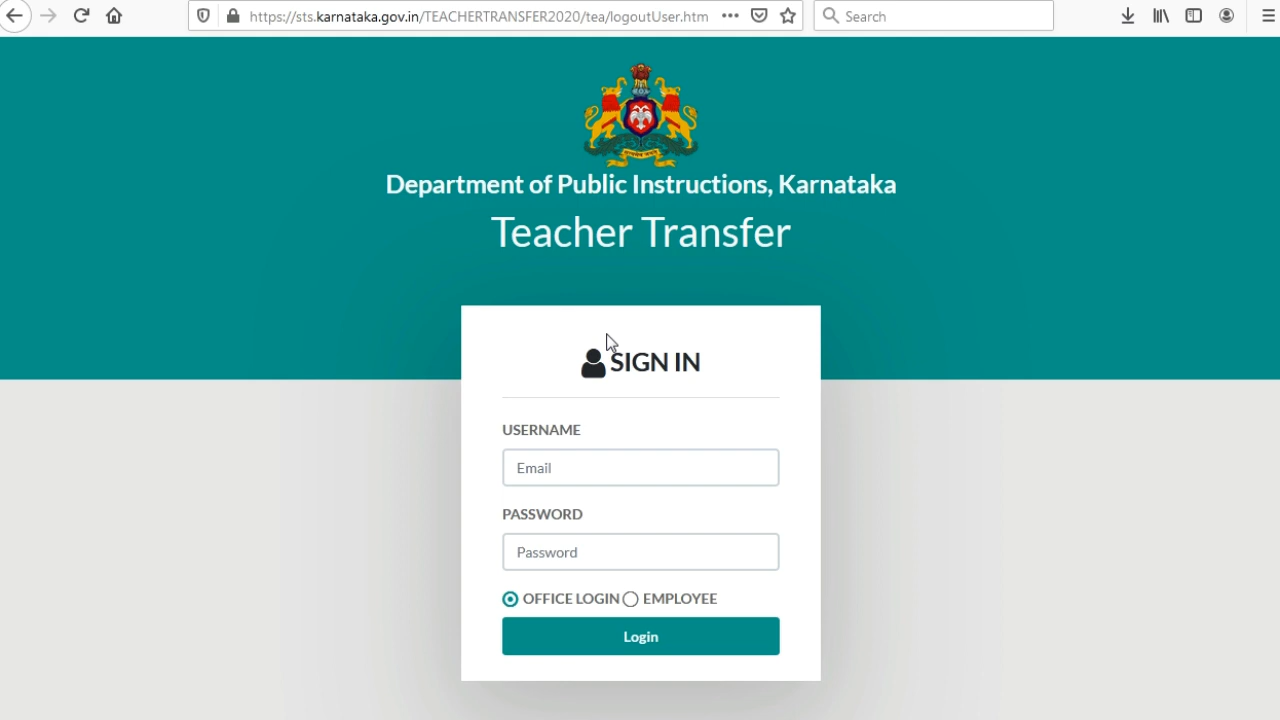 https://sts.karnataka.gov.in/TEACHERTRANSFER2020/tea/logoutUser.htm
Search
Department of Public Instructions, Karnataka
Teacher Transfer
SIGN IN
USERNAME
Email
PASSWORD
Password
OFFICE LOGIN EMPLOYEE
Login